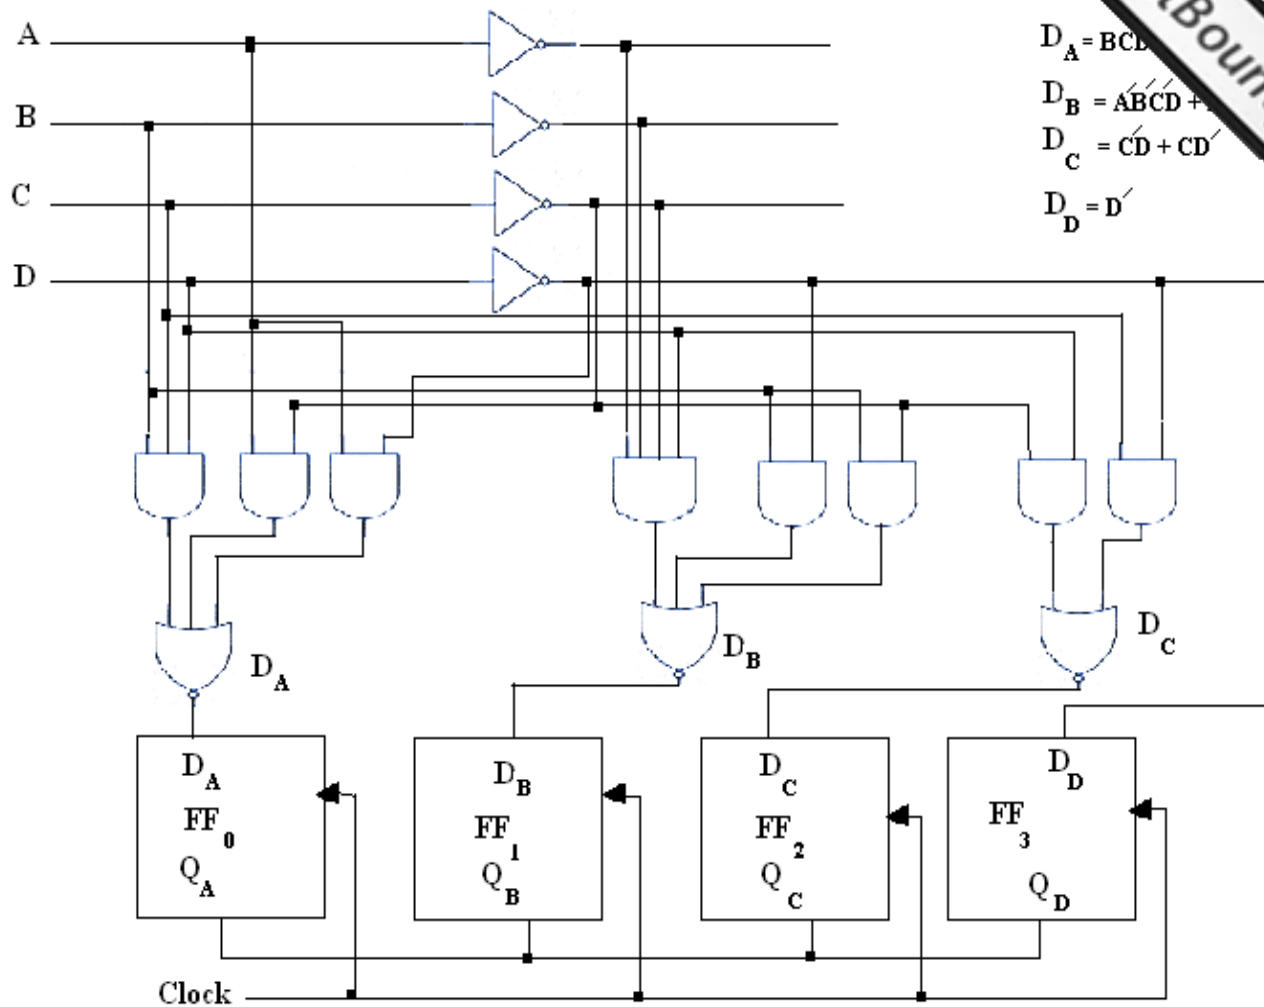 A
B
C
D
D_A = BCD
D_B = A′B′C′D +
D_C = C′D + CD′
D_D = D′
D_A
D_B
D_C
D_A
FF_0
Q_A
D_B
FF_1
Q_B
D_C
FF_2
Q_C
D_D
FF_3
Q_D
Clock